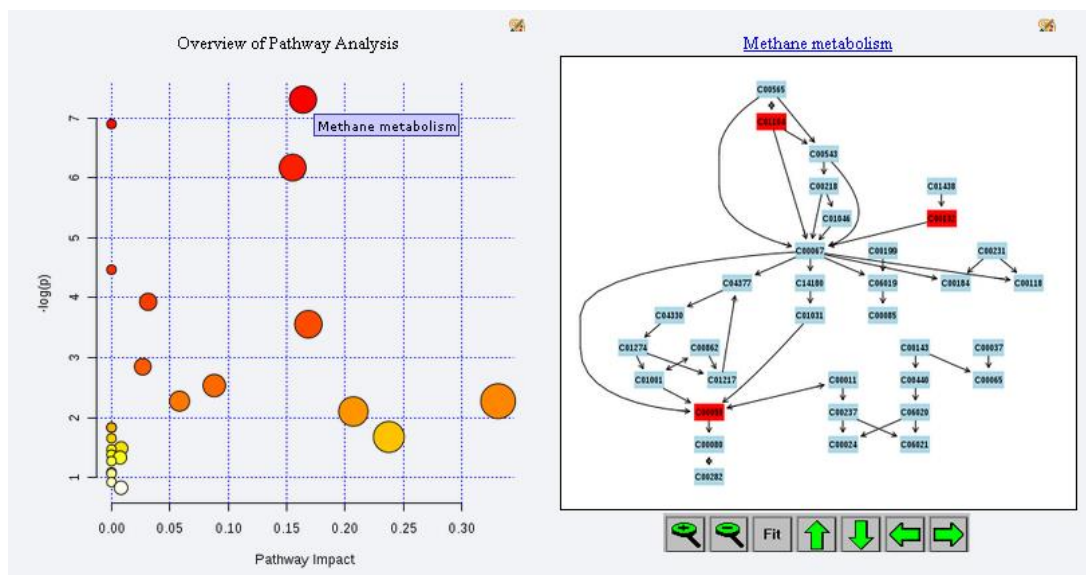 Overview of Pathway Analysis
Methane metabolism
7
6
5
4
3
2
1
-log(p)
0.00 0.05 0.10 0.15 0.20 0.25 0.30
Pathway Impact
Methane metabolism
C00565
C00543
C00218
C01438
C01046
C00067 C00199 C00231
C04377 C14180 C06019 C00184 C00118
C04330 C01031 C00085
C01274 C00862 C00143 C00037
C01001 C01217 C00011 C00440 C00065
C00237 C06020
C00080 C00024 C06021
C00282
Fit